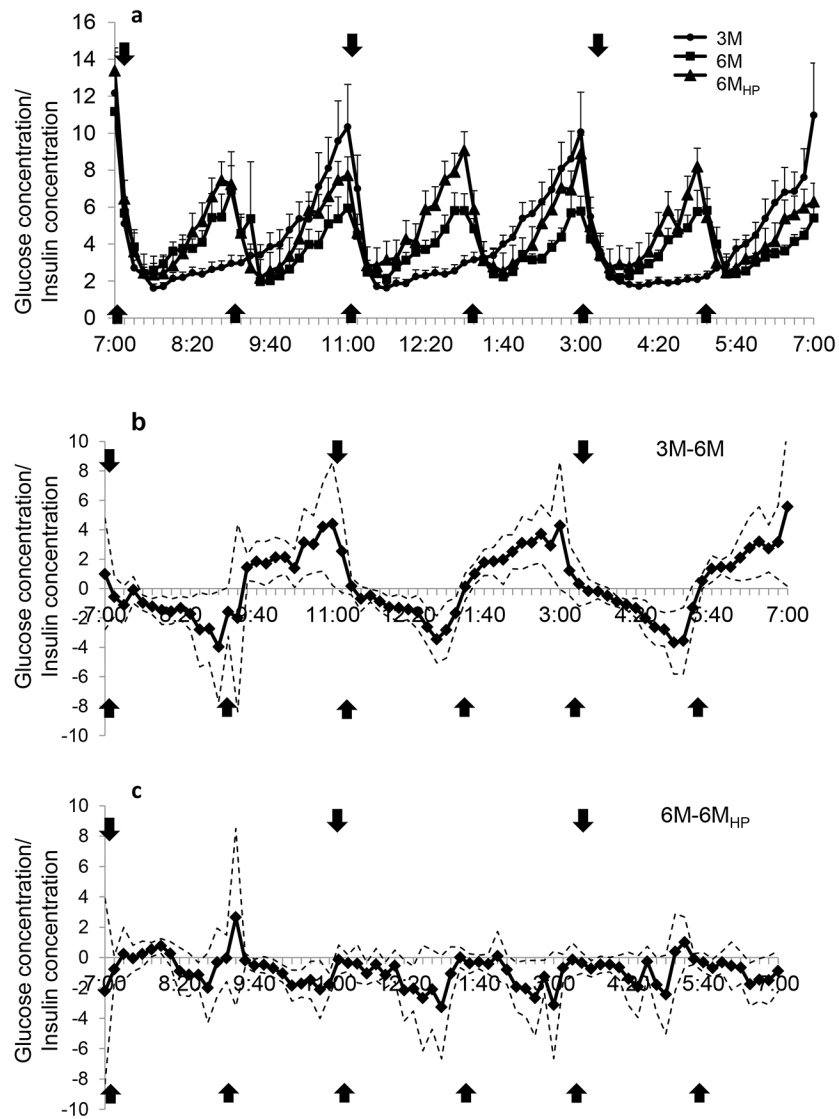 a
16
14
12
10
8
6
4
2
0
Glucose concentration/
Insulin concentration
3M
6M
6MHP
7:00 8:20 9:40 11:00 12:20 1:40 3:00 4:20 5:40 7:00
b
3M-6M
10
8
6
4
2
0
-2
-4
-6
-8
-10
Glucose concentration/
Insulin concentration
7:00 8:20 9:40 11:00 12:20 1:40 3:00 4:20 5:40 7:00
c
6M-6MHP
10
8
6
4
2
0
-2
-4
-6
-8
-10
Glucose concentration/
Insulin concentration
7:00 8:20 9:40 11:00 12:20 1:40 3:00 4:20 5:40 7:00